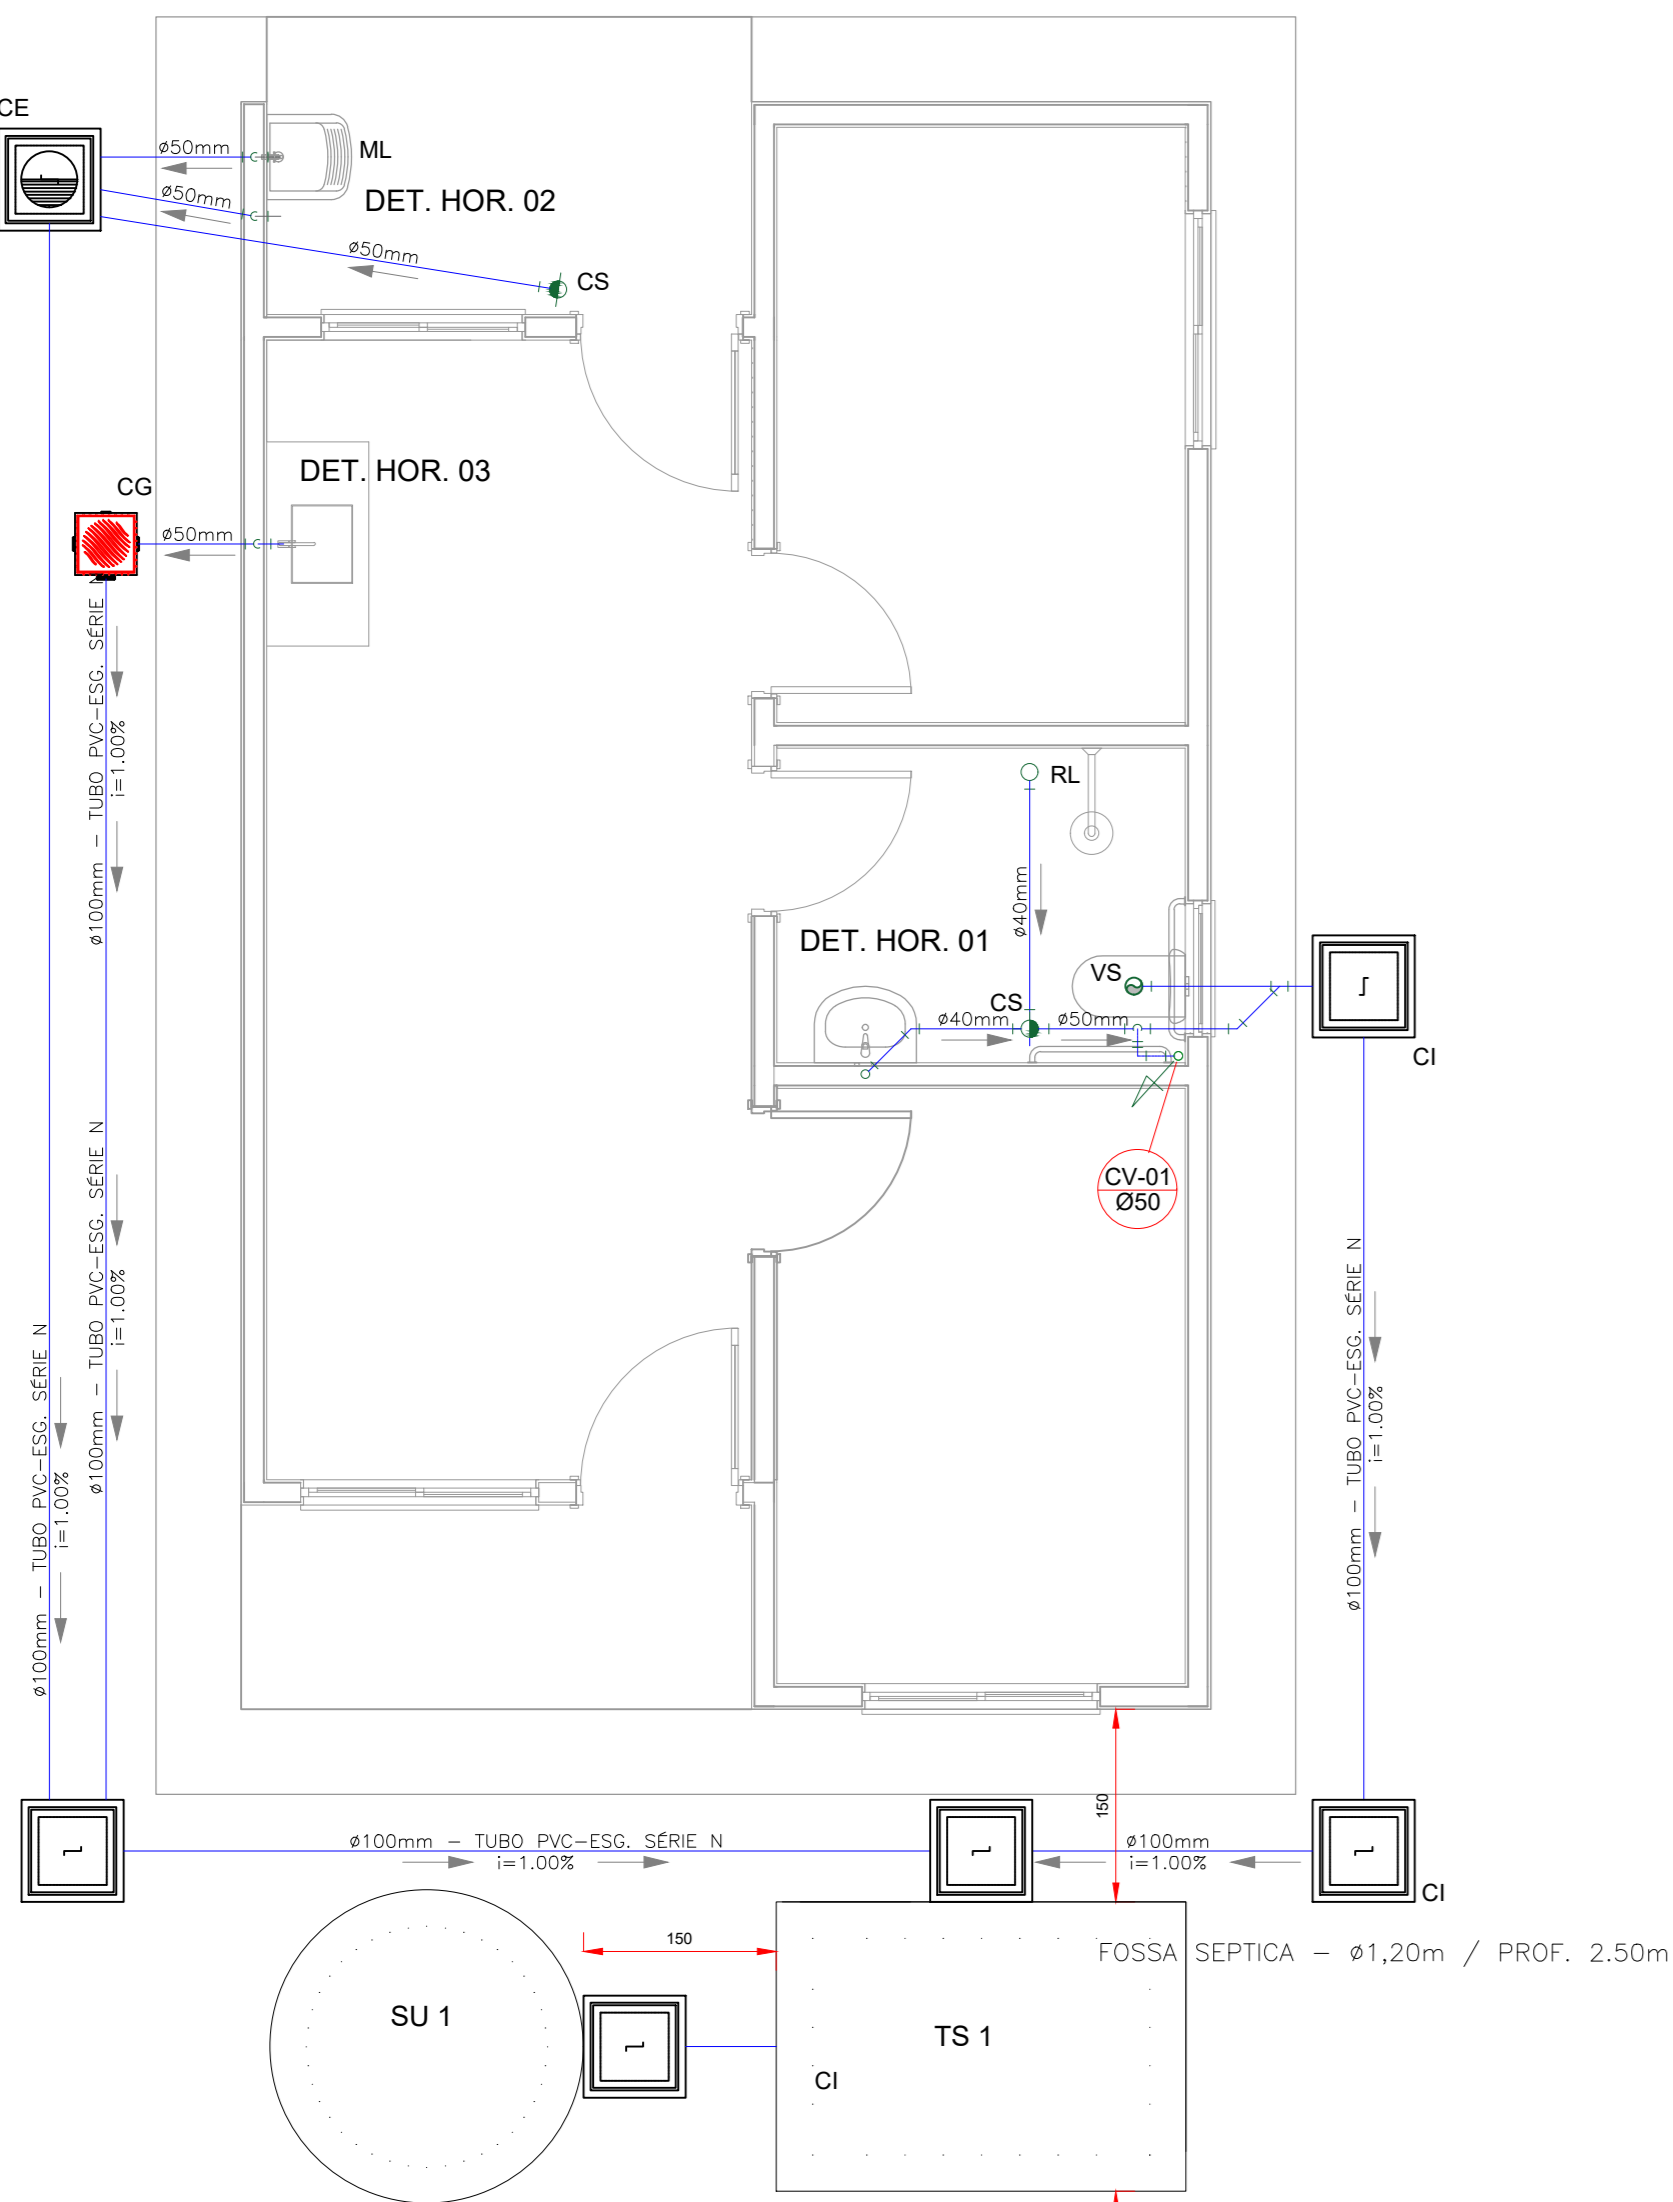 CE
ø50mm
ML
ø50mm
DET. HOR. 02
ø50mm
CS
DET. HOR. 03
CG
ø50mm
ø100mm – TUBO PVC–ESG. SÉRIE N
i=1.00%
RL
ø40mm
DET. HOR. 01
VS
CS
ø40mm
ø50mm
CI
CV-01
Ø50
ø100mm – TUBO PVC–ESG. SÉRIE N
i=1.00%
ø100mm – TUBO PVC–ESG. SÉRIE N
i=1.00%
ø100mm – TUBO PVC–ESG. SÉRIE N
i=1.00%
150
ø100mm – TUBO PVC–ESG. SÉRIE N
i=1.00%
ø100mm
i=1.00%
CI
150
FOSSA SEPTICA – ø1,20m / PROF. 2.50m
SU 1
TS 1
CI